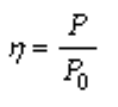 η = P / P₀